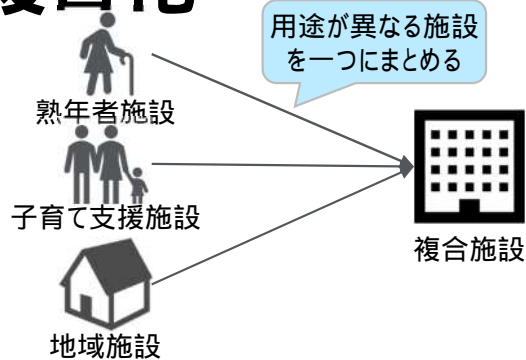 用途が異なる施設
を一つにまとめる
熟年者施設
子育て支援施設
複合施設
地域施設